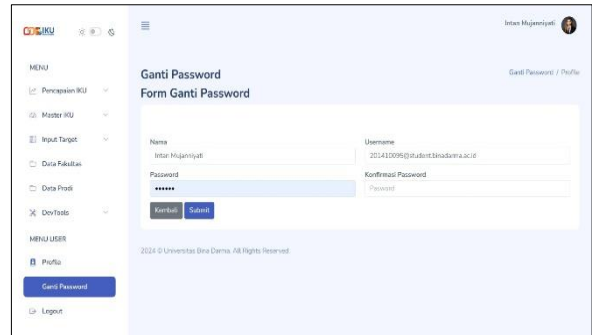 IKU
Intan Mujanniyati
MENU
Pencapaian IKU
Master IKU
Input Target
Data Fakultas
Data Prodi
DevTools
MENU USER
Profile
Ganti Password
Logout
Ganti Password
Ganti Password / Profile
Form Ganti Password
Nama
Intan Mujanniyati
Username
201410095@student.binadarma.ac.id
Password
Konfirmasi Password
Password
Kembali
Submit
2024 © Universitas Bina Darma. All Rights Reserved.